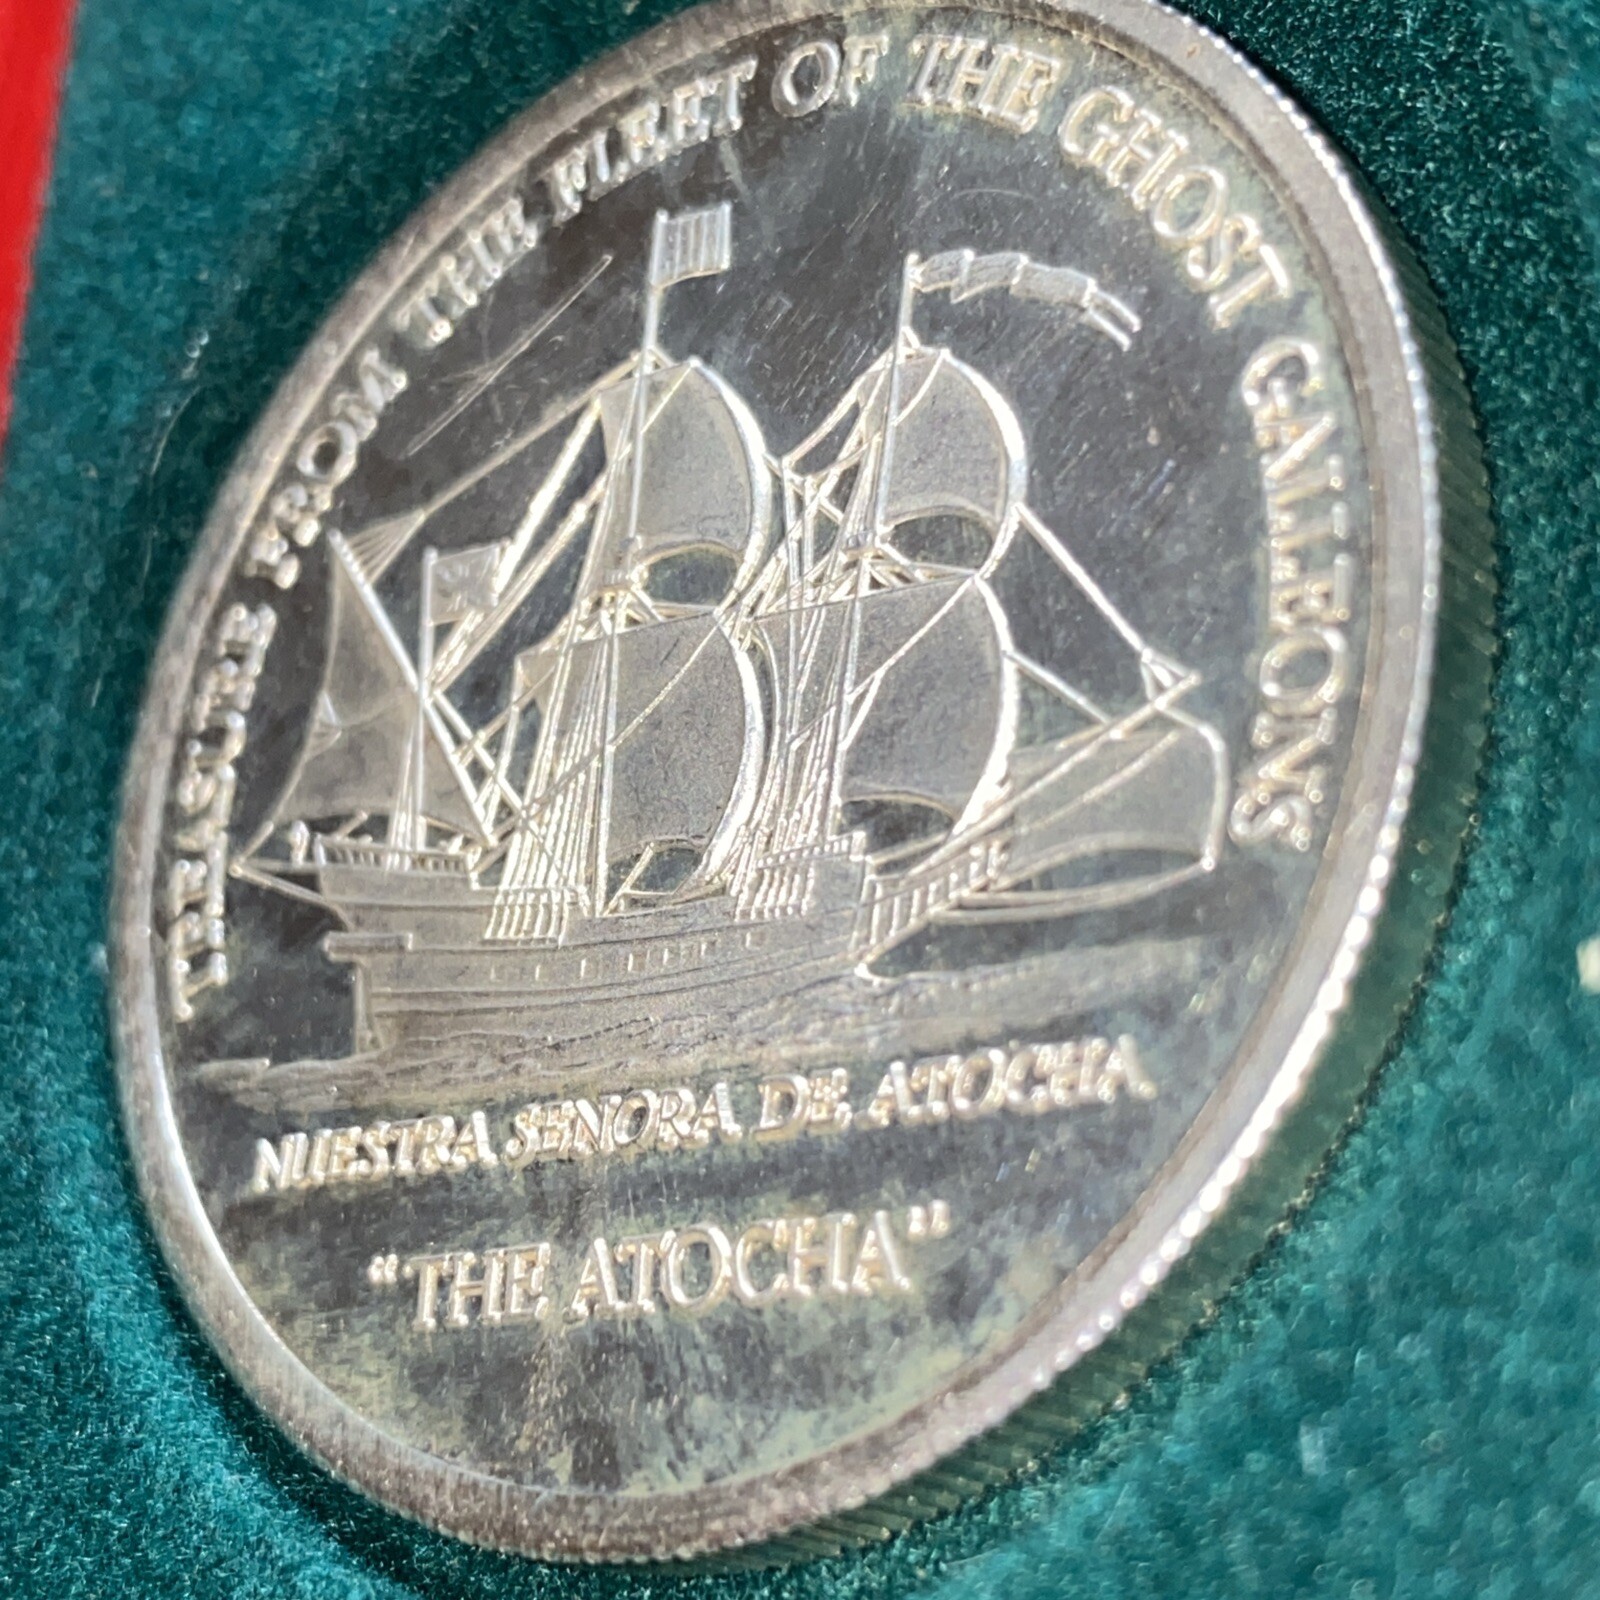 TREASURE FROM THE FLEET OF THE GHOST GALLEONS
NUESTRA SENORA DE ATOCHA
"THE ATOCHA"